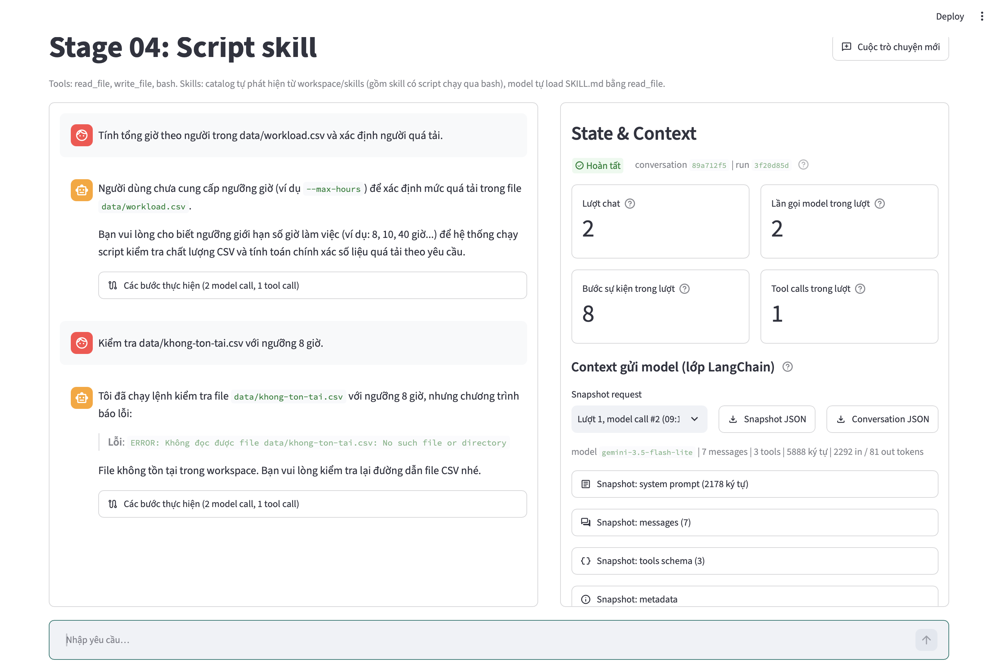 Deploy
Stage 04: Script skill
Cuộc trò chuyện mới
Tools: read_file, write_file, bash. Skills: catalog tự phát hiện từ workspace/skills (gồm skill có script chạy qua bash), model tự load SKILL.md bằng read_file.
Tính tổng giờ theo người trong data/workload.csv và xác định người quá tải.
Người dùng chưa cung cấp ngưỡng giờ (ví dụ --max-hours) để xác định mức quá tải trong file
data/workload.csv.
Bạn vui lòng cho biết ngưỡng giới hạn số giờ làm việc (ví dụ: 8, 10, 40 giờ...) để hệ thống chạy
script kiểm tra chất lượng CSV và tính toán chính xác số liệu quá tải theo yêu cầu.
Các bước thực hiện (2 model call, 1 tool call)
Kiểm tra data/khong-ton-tai.csv với ngưỡng 8 giờ.
Tôi đã chạy lệnh kiểm tra file data/khong-ton-tai.csv với ngưỡng 8 giờ, nhưng chương trình
báo lỗi:
Lỗi: ERROR: Không đọc được file data/khong-ton-tai.csv: No such file or directory
File không tồn tại trong workspace. Bạn vui lòng kiểm tra lại đường dẫn file CSV nhé.
Các bước thực hiện (2 model call, 1 tool call)
State & Context
Hoàn tất conversation 89a712f5 | run 3f20d85d
Lượt chat
2
Lần gọi model trong lượt
2
Bước sự kiện trong lượt
8
Tool calls trong lượt
1
Context gửi model (lớp LangChain)
Snapshot request
Lượt 1, model call #2 (09:1
Snapshot JSON
Conversation JSON
model gemini-3.5-flash-lite | 7 messages | 3 tools | 5888 ký tự | 2292 in / 81 out tokens
Snapshot: system prompt (2178 ký tự)
Snapshot: messages (7)
Snapshot: tools schema (3)
Snapshot: metadata
Nhập yêu cầu…